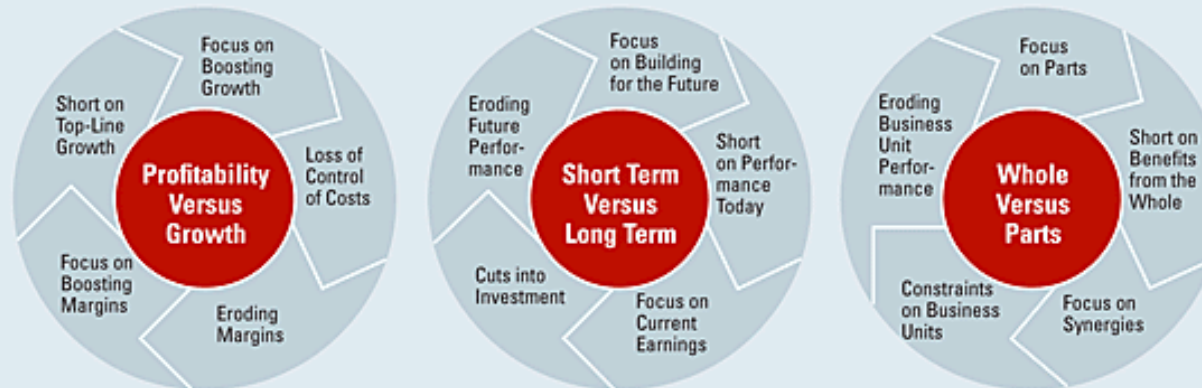 Profitability
Versus
Growth
Focus on
Boosting
Growth
Loss of
Control
of Costs
Eroding
Margins
Focus on
Boosting
Margins
Short on
Top-Line
Growth
Short Term
Versus
Long Term
Focus
on Building
for the Future
Short
on Perfor-
mance
Today
Focus on
Current
Earnings
Cuts into
Investment
Eroding
Future
Perfor-
mance
Whole
Versus
Parts
Focus
on Parts
Short on
Benefits
from the
Whole
Focus on
Synergies
Constraints
on Business
Units
Eroding
Business
Unit
Perfor-
mance